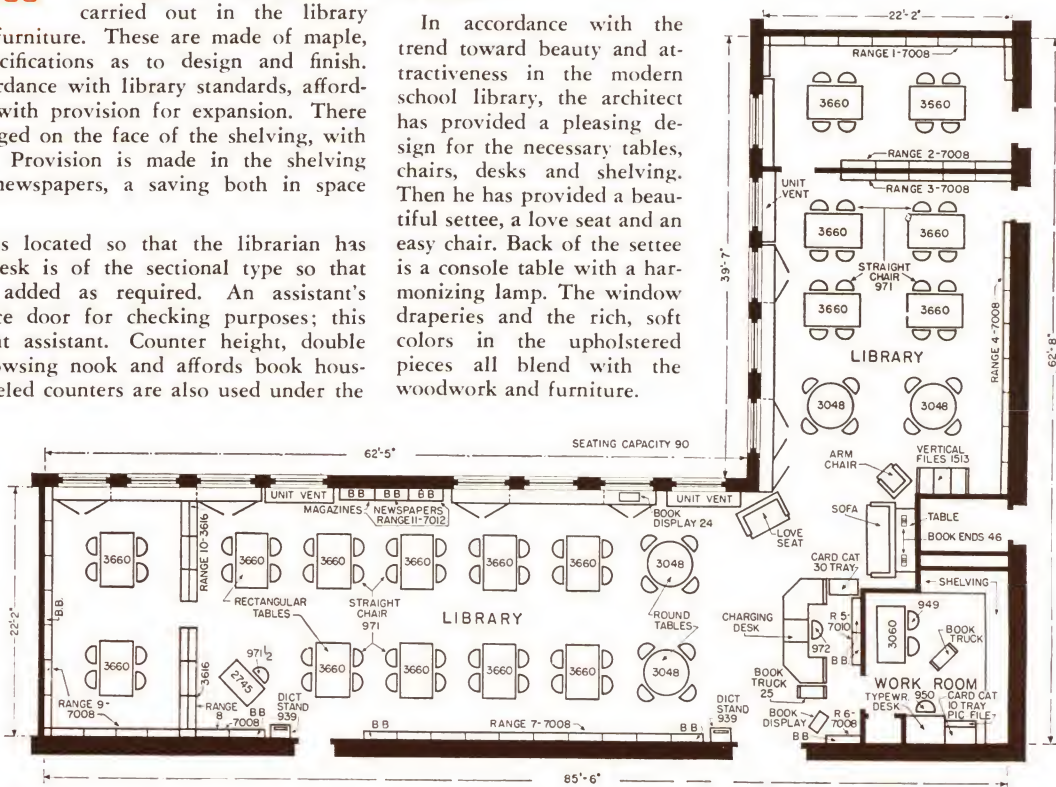 carried out in the library
urniture. These are made of maple,
cifications as to design and finish.
rdance with library standards, afford-
with provision for expansion. There
ged on the face of the shelving, with
Provision is made in the shelving
newspapers, a saving both in space
s located so that the librarian has
esk is of the sectional type so that
added as required. An assistant's
re door for checking purposes; this
nt assistant. Counter height, double
wsing nook and affords book hous-
eled counters are also used under the
In accordance with the
trend toward beauty and at-
tractiveness in the modern
school library, the architect
has provided a pleasing de-
sign for the necessary tables,
chairs, desks and shelving.
Then he has provided a beau-
tiful settee, a love seat and an
easy chair. Back of the settee
is a console table with a har-
monizing lamp. The window
draperies and the rich, soft
colors in the upholstered
pieces all blend with the
woodwork and furniture.
22'-2"
RANGE 1-7008
3660
3660
RANGE 2-7008
RANGE 3-7008
UNIT
VENT
39'-7"
3660
3660
STRAIGHT
CHAIR
971
3660
3660
LIBRARY
RANGE 4-7008
62'-8"
3048
3048
SEATING CAPACITY 90
ARM
CHAIR
VERTICAL
FILES 1513
62'-5"
UNIT VENT
BB
BB
BB
MAGAZINES
NEWSPAPERS
RANGE 11-7012
BOOK
DISPLAY 24
UNIT VENT
LOVE
SEAT
SOFA
TABLE
BOOK ENDS 46
CARD CAT
30 TRAY
SHELVING
22'-2"
BB.
3660
RANGE 10-3616
3660
3660
3660
3660
3660
3048
RECTANGULAR
TABLES
STRAIGHT
CHAIR
971
LIBRARY
ROUND
TABLES
CHARGING
DESK
972
R 5-
7010
BB
3060
949
BOOK
TRUCK
3660
3616
971½
2745
3660
3660
3660
3660
3048
BOOK
TRUCK
25
WORK ROOM
TYPEWR.
DESK
950
CARD CAT
10 TRAY
PIC FILE
RANGE 9-
7008
RANGE
8
-7008
BB
DICT
STAND
939
BB
RANGE 7-7008
BB
DICT
STAND
939
BOOK
DISPLAY
R 6-
7008
BB
85'-6"